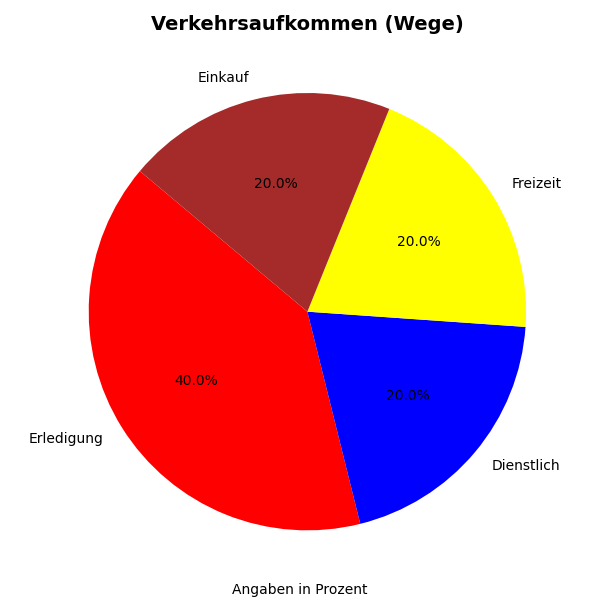 Verkehrsaufkommen (Wege)
Einkauf
20.0%
Freizeit
20.0%
40.0%
20.0%
Erledigung
Dienstlich
Angaben in Prozent